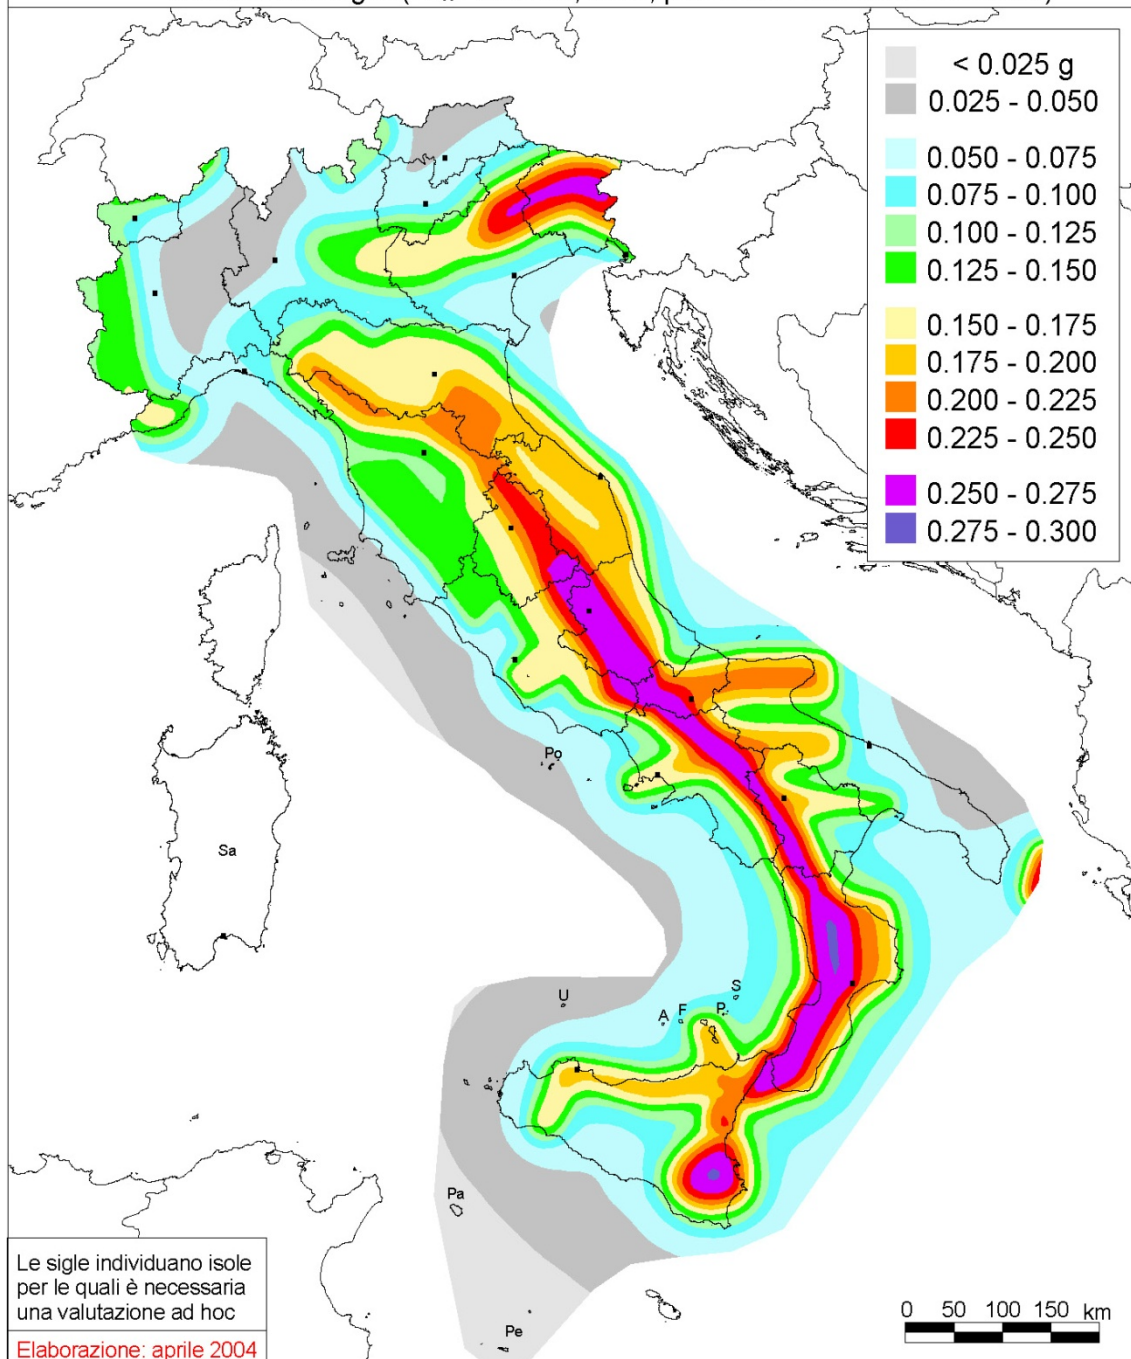 < 0.025 g
0.025 - 0.050
0.050 - 0.075
0.075 - 0.100
0.100 - 0.125
0.125 - 0.150
0.150 - 0.175
0.175 - 0.200
0.200 - 0.225
0.225 - 0.250
0.250 - 0.275
0.275 - 0.300
Po
Sa
S
U
A F P
Pa
Pe
Le sigle individuano isole
per le quali è necessaria
una valutazione ad hoc
Elaborazione: aprile 2004
0 50 100 150 km